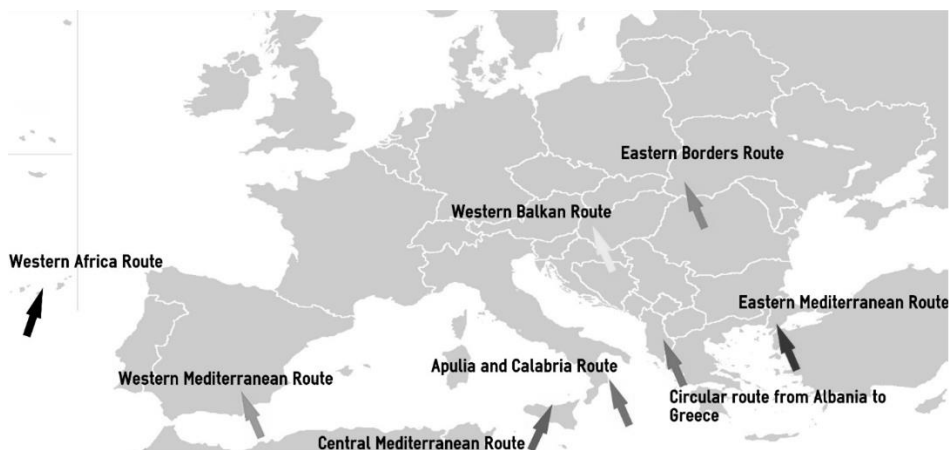 Eastern Borders Route
Western Balkan Route
Western Africa Route
Eastern Mediterranean Route
Apulia and Calabria Route
Western Mediterranean Route
Circular route from Albania to
Greece
Central Mediterranean Route